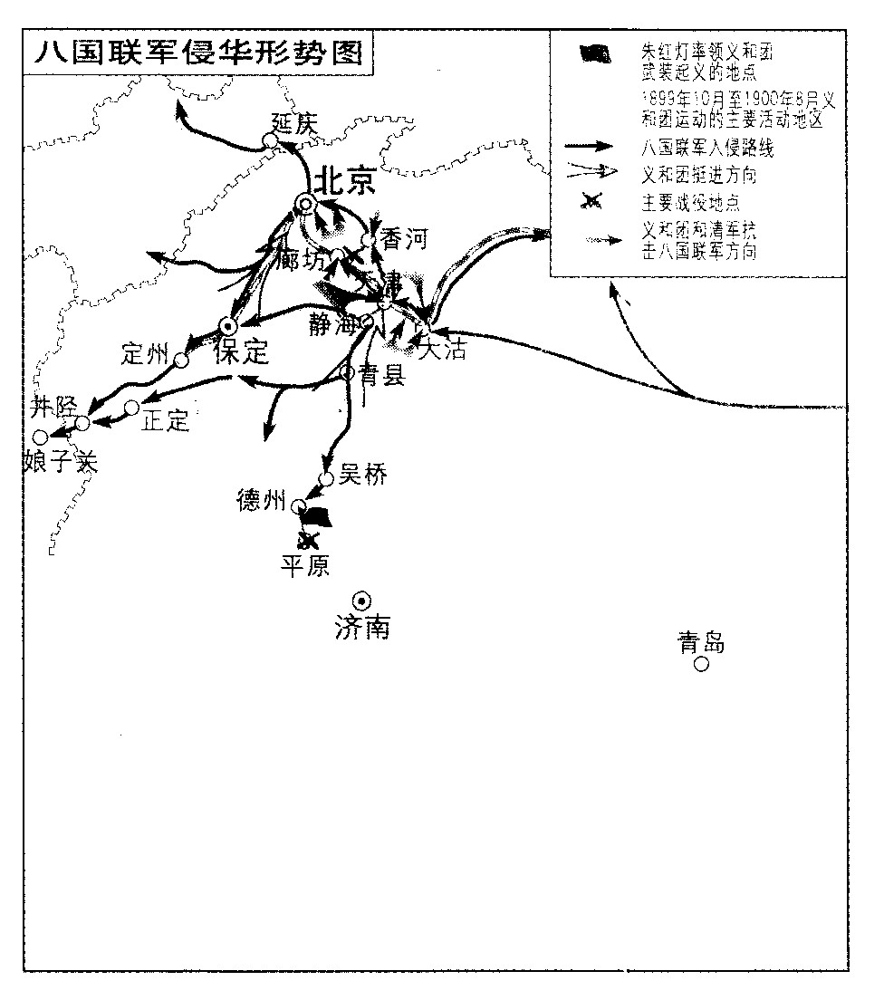 八国联军侵华形势图
朱红灯率领义和团
武装起义的地点
1899年10月至1900年8月义
和团运动的主要活动地区
八国联军入侵路线
义和团挺进方向
主要战役地点
义和团和清军抗
击八国联军方向
延庆
北京
香河
廊坊
天津
静海
大沽
保定
定州
青县
井陉
正定
娘子关
吴桥
德州
平原
济南
青岛